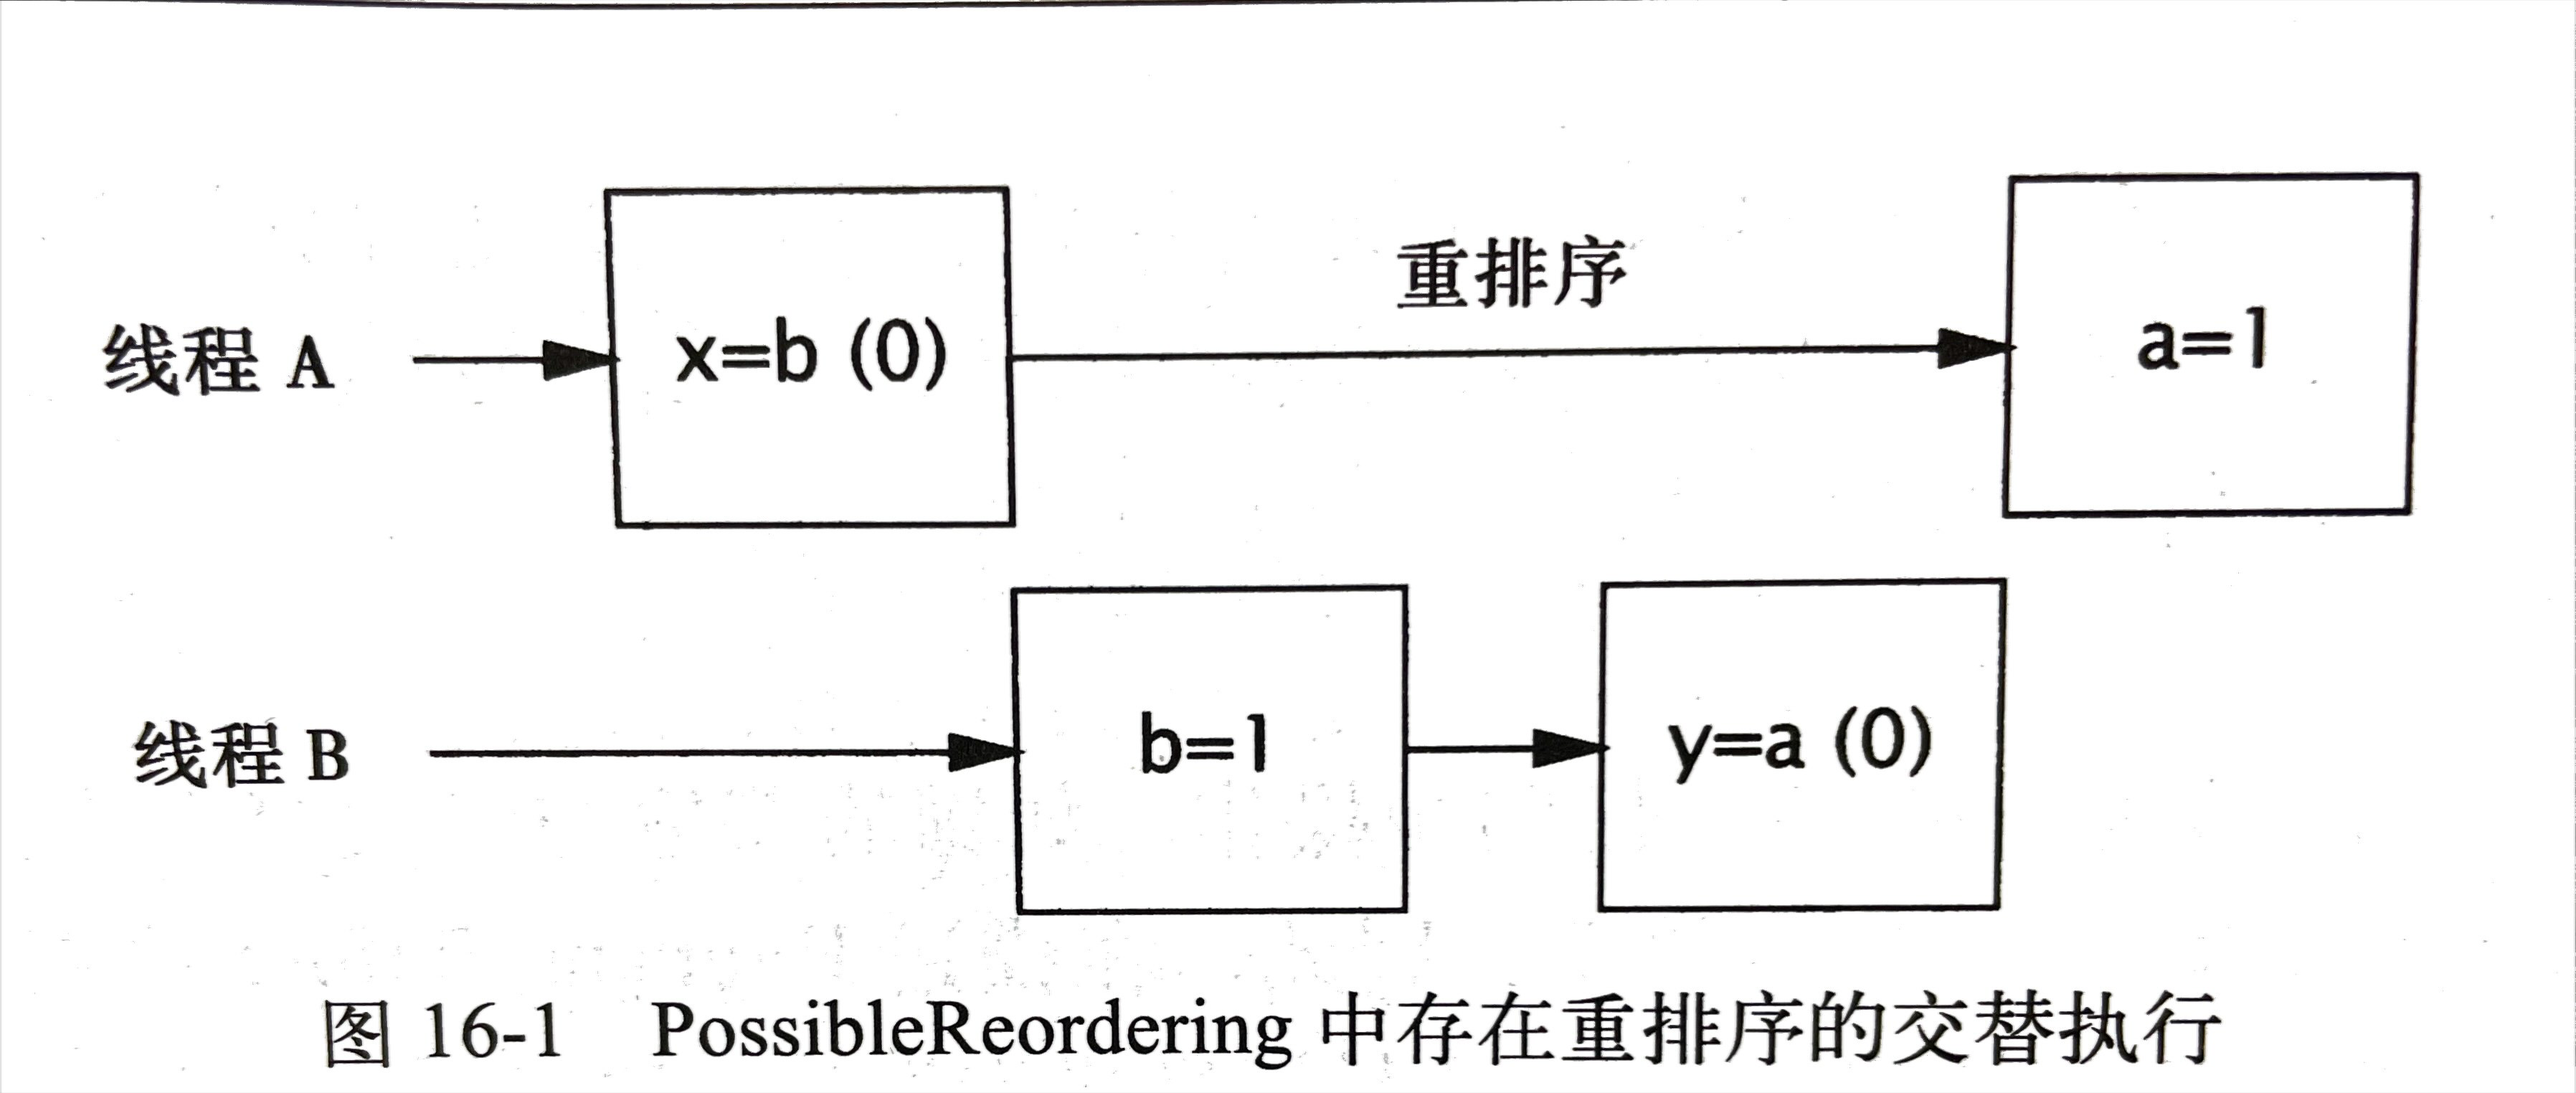 重排序
线程 A
x=b (0)
a=1
线程 B
b=1
y=a (0)
图 16-1 PossibleReordering 中存在重排序的交替执行